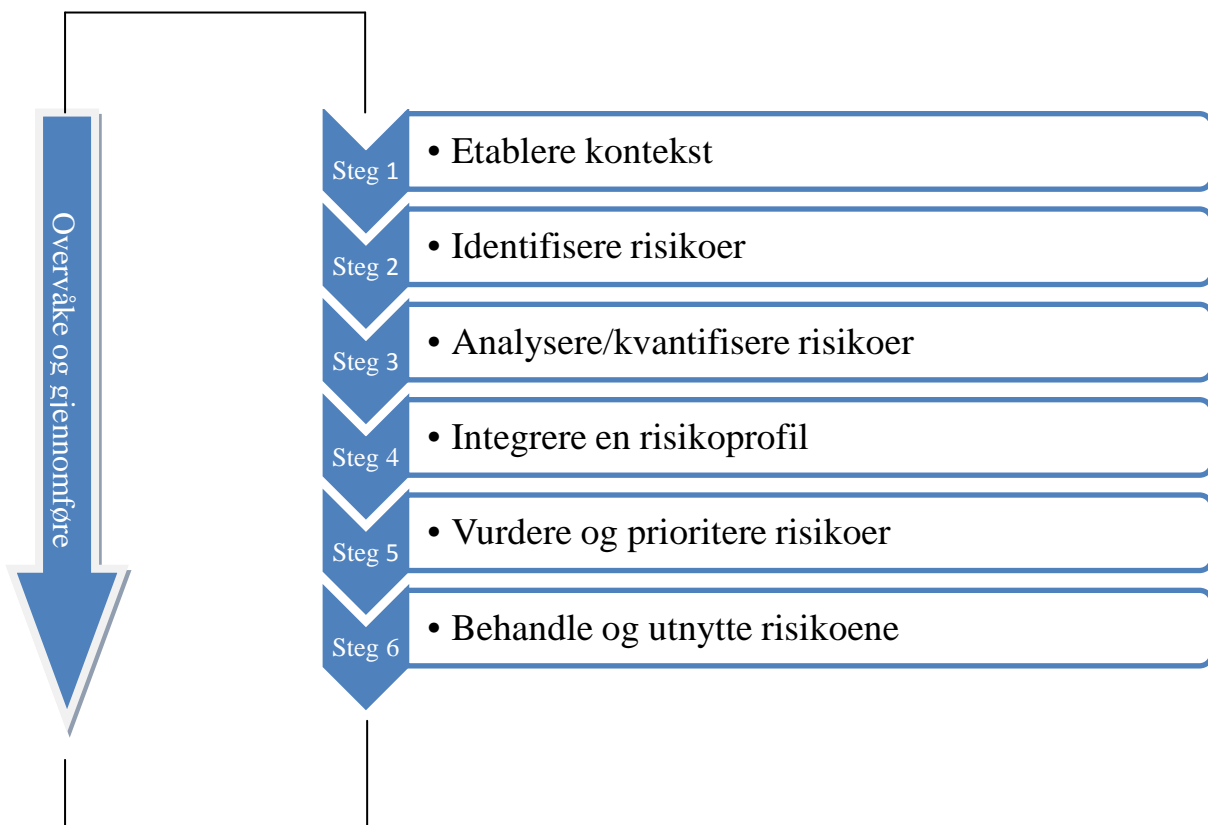 Overvåke og gjennomføre
Steg 1
• Etablere kontekst
Steg 2
• Identifisere risikoer
Steg 3
• Analysere/kvantifisere risikoer
Steg 4
• Integrere en risikoprofil
Steg 5
• Vurdere og prioritere risikoer
Steg 6
• Behandle og utnytte risikoene